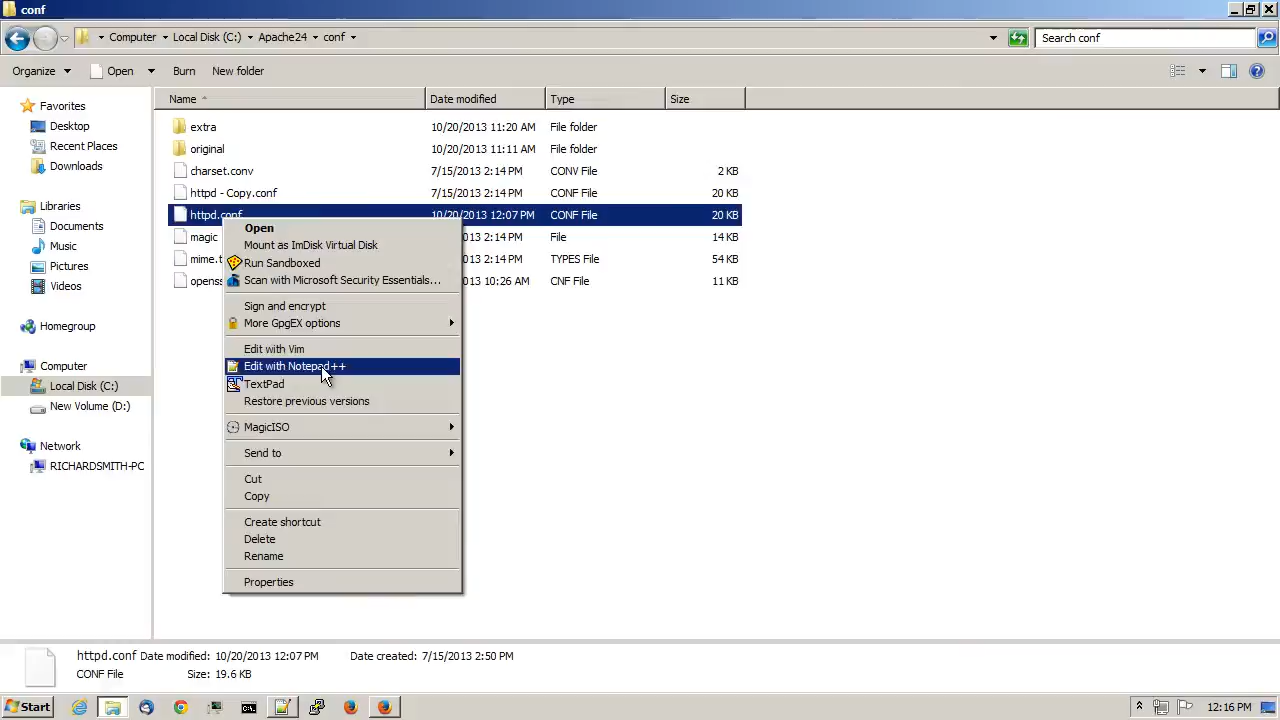 conf
Computer Local Disk (C:) Apache24 conf
Search conf
Organize Open Burn New folder
Name Date modified Type Size
Favorites
Desktop
Recent Places
Downloads
Libraries
Documents
Music
Pictures
Videos
Homegroup
Computer
Local Disk (C:)
New Volume (D:)
Network
RICHARDSMITH-PC
extra 10/20/2013 11:20 AM File folder
original 10/20/2013 11:11 AM File folder
charset.conv 7/15/2013 2:14 PM CONV File 2 KB
httpd - Copy.conf 7/15/2013 2:14 PM CONF File 20 KB
httpd.conf 10/20/2013 12:07 PM CONF File 20 KB
magic 2:14 PM File 14 KB
mime.t 2:14 PM TYPES File 54 KB
openss 10:26 AM CNF File 11 KB
Open
Mount as ImDisk Virtual Disk
Run Sandboxed
Scan with Microsoft Security Essentials...
Sign and encrypt
More GpgEX options
Edit with Vim
Edit with Notepad++
TextPad
Restore previous versions
MagicISO
Send to
Cut
Copy
Create shortcut
Delete
Rename
Properties
httpd.conf Date modified: 10/20/2013 12:07 PM Date created: 7/15/2013 2:50 PM
CONF File Size: 19.6 KB
Start 12:16 PM